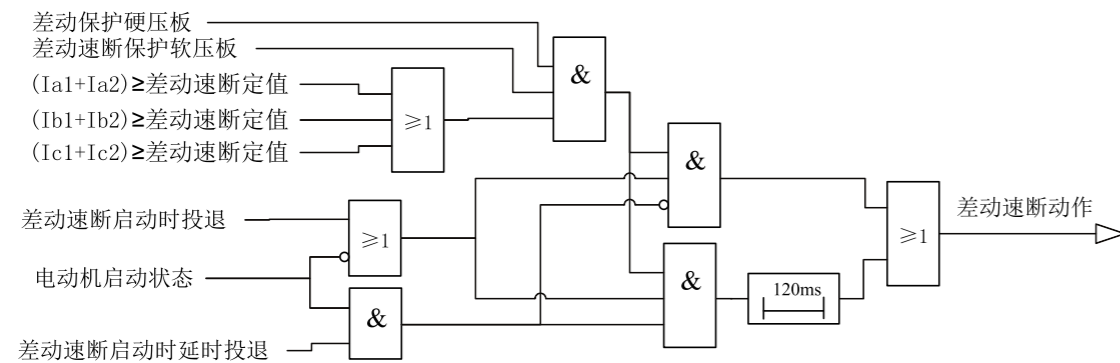 差动保护硬压板
差动速断保护软压板
(Ia1+Ia2)≥差动速断定值
(Ib1+Ib2)≥差动速断定值
(Ic1+Ic2)≥差动速断定值
≥1
&
&
差动速断启动时投退
≥1
电动机启动状态
&
差动速断启动时延时投退
&
120ms
≥1
差动速断动作